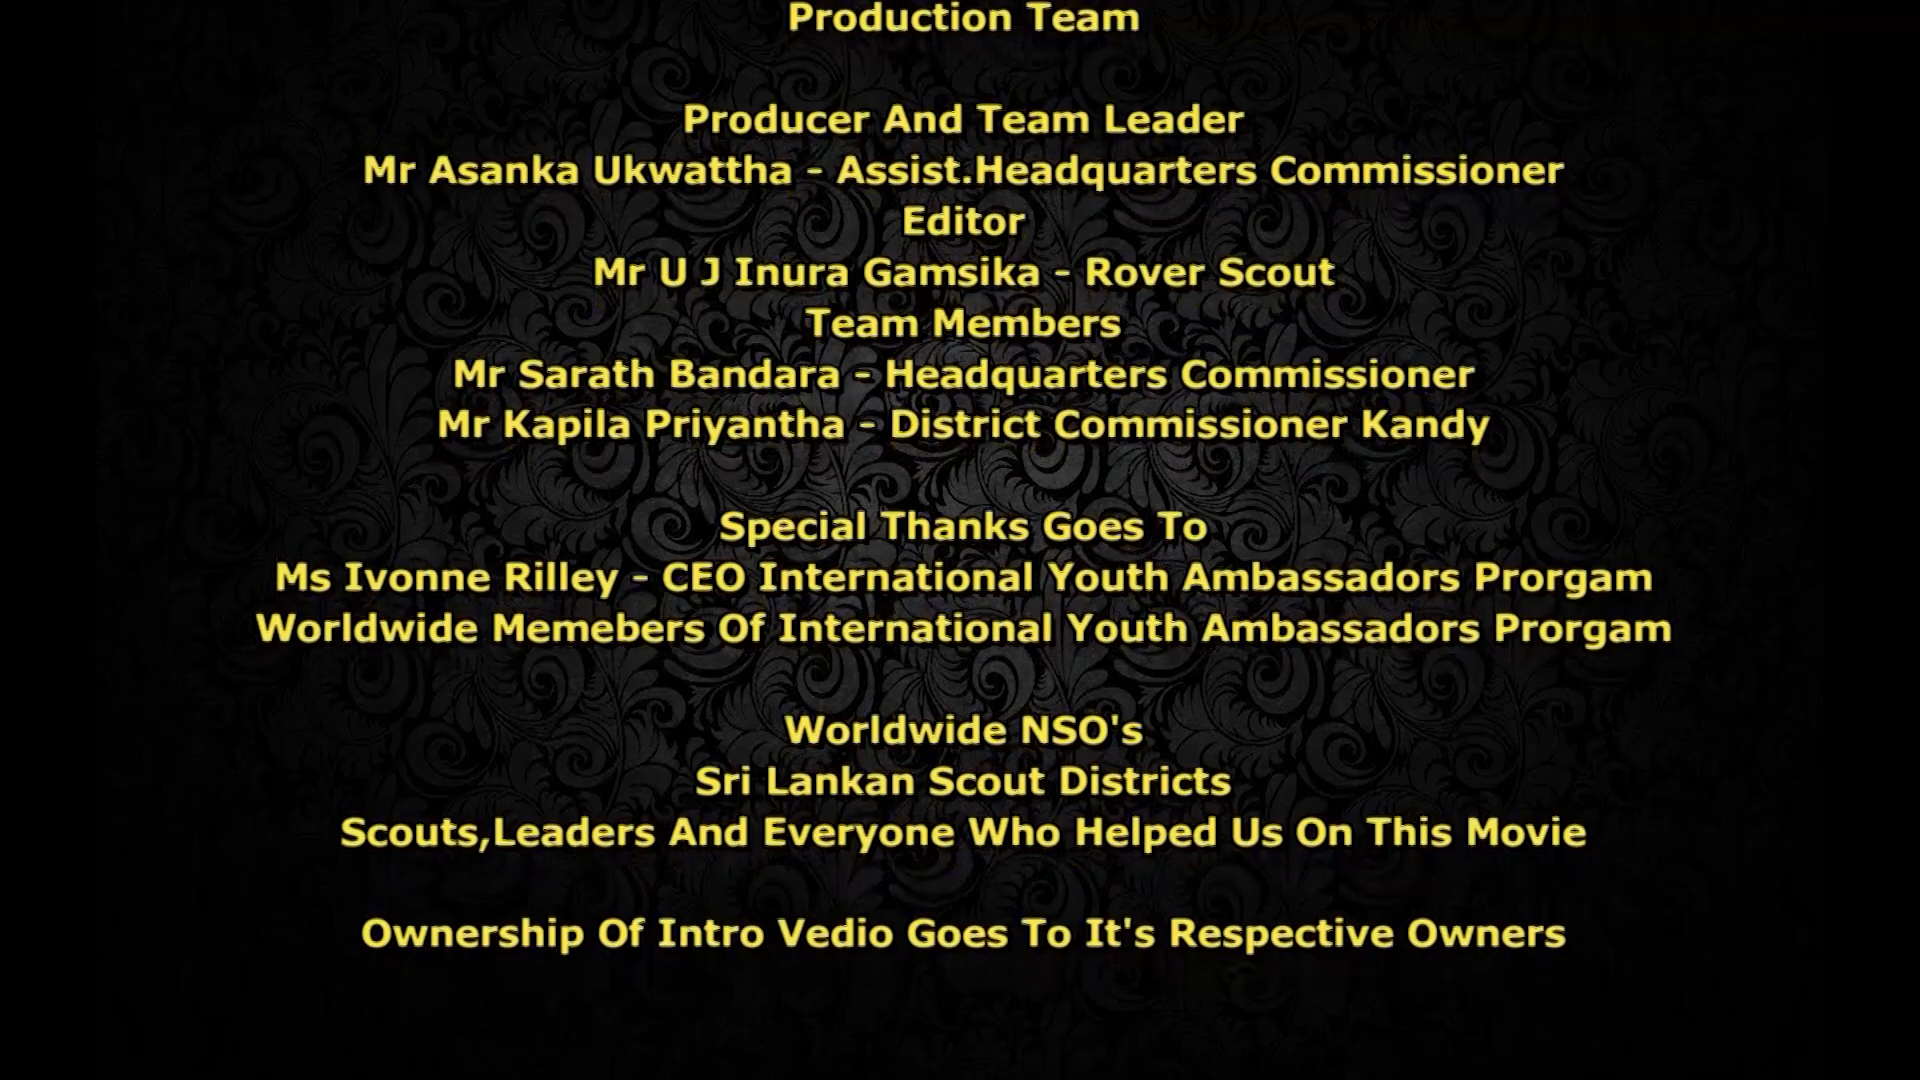 Production Team
Producer And Team Leader
Mr Asanka Ukwattha - Assist.Headquarters Commissioner
Editor
Mr U J Inura Gamsika - Rover Scout
Team Members
Mr Sarath Bandara - Headquarters Commissioner
Mr Kapila Priyantha - District Commissioner Kandy
Special Thanks Goes To
Ms Ivonne Rilley - CEO International Youth Ambassadors Prorgam
Worldwide Memebers Of International Youth Ambassadors Prorgam
Worldwide NSO's
Sri Lankan Scout Districts
Scouts,Leaders And Everyone Who Helped Us On This Movie
Ownership Of Intro Vedio Goes To It's Respective Owners